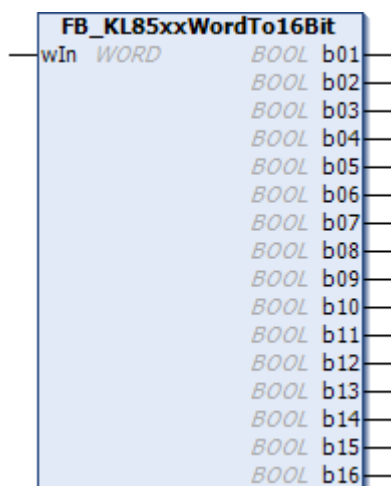 FB_KL85xxWordTo16Bit
wIn WORD BOOL b01
BOOL b02
BOOL b03
BOOL b04
BOOL b05
BOOL b06
BOOL b07
BOOL b08
BOOL b09
BOOL b10
BOOL b11
BOOL b12
BOOL b13
BOOL b14
BOOL b15
BOOL b16